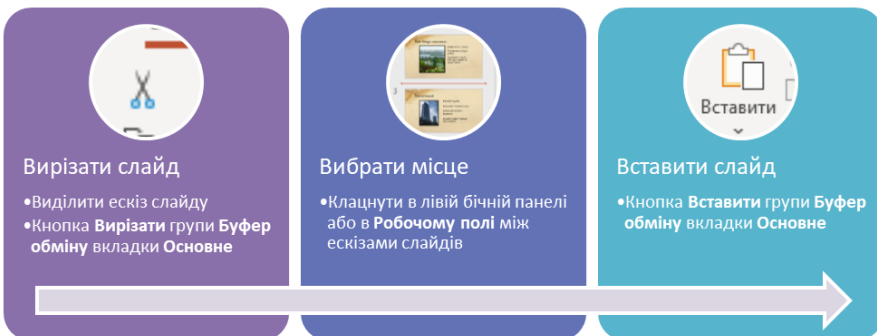 Вирізати слайд
•Виділити ескіз слайду
•Кнопка Вирізати групи Буфер
обміну вкладки Основне
3
Вибрати місце
•Клацнути в лівій бічній панелі
або в Робочому полі між
ескізами слайдів
Вставити
Вставити слайд
•Кнопка Вставити групи Буфер
обміну вкладки Основне